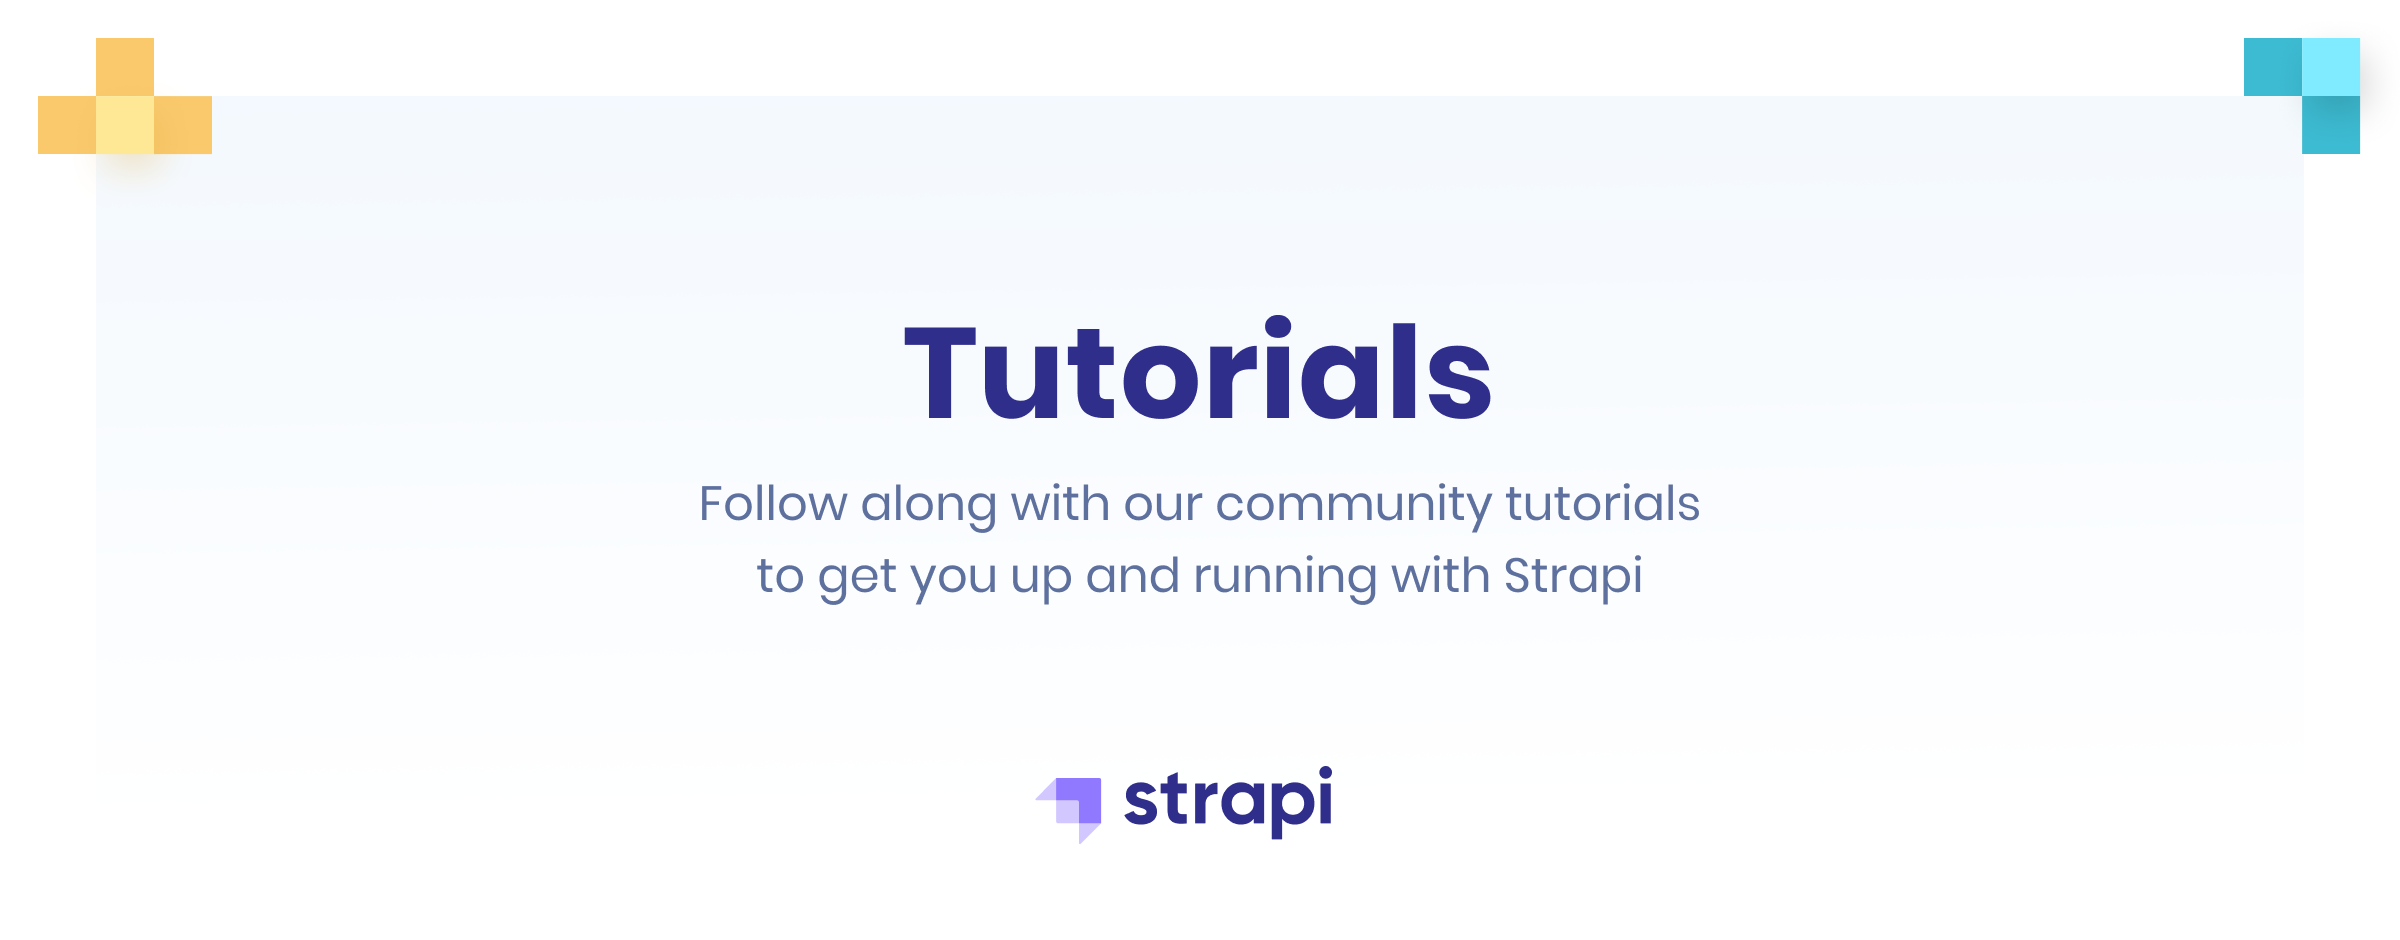 Tutorials
Follow along with our community tutorials
to get you up and running with Strapi
strapi